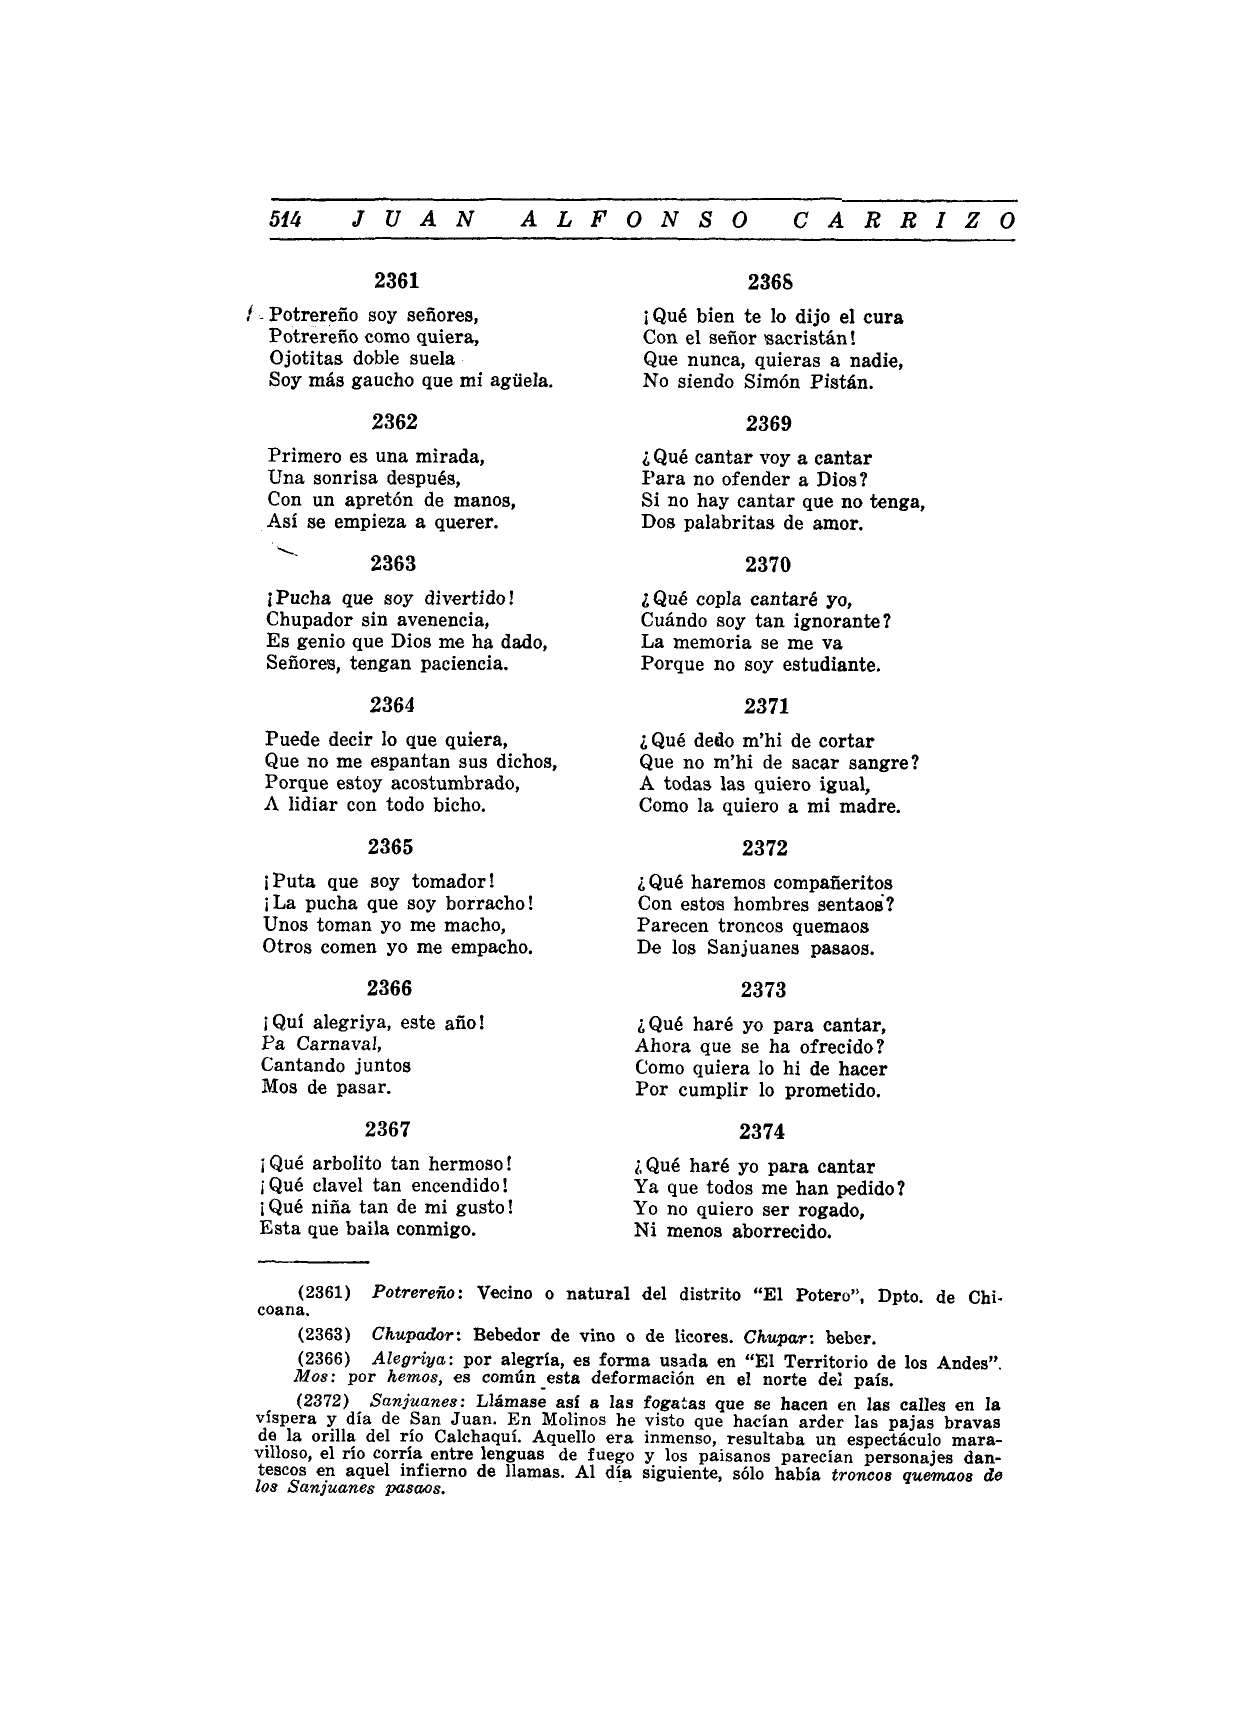 514 JUAN ALFONSO CARRIZO
2361
Potrereño soy señores,
Potrereño como quiera,
Ojotitas doble suela
Soy más gaucho que mi agüela.
2362
Primero es una mirada,
Una sonrisa después,
Con un apretón de manos,
Así se empieza a querer.
2363
¡Pucha que soy divertido!
Chupador sin avenencia,
Es genio que Dios me ha dado,
Señores, tengan paciencia.
2364
Puede decir lo que quiera,
Que no me espantan sus dichos,
Porque estoy acostumbrado,
A lidiar con todo bicho.
2365
¡Puta que soy tomador!
¡La pucha que soy borracho!
Unos toman yo me macho,
Otros comen yo me empacho.
2366
¡Quí alegriya, este año!
Pa Carnaval,
Cantando juntos
Mos de pasar.
2367
¡Qué arbolito tan hermoso!
¡Qué clavel tan encendido!
¡Qué niña tan de mi gusto!
Esta que baila conmigo.
2368
¡Qué bien te lo dijo el cura
Con el señor sacristán!
Que nunca, quieras a nadie,
No siendo Simón Pistán.
2369
¿Qué cantar voy a cantar
Para no ofender a Dios?
Si no hay cantar que no tenga,
Dos palabritas de amor.
2370
¿Qué copla cantaré yo,
Cuándo soy tan ignorante?
La memoria se me va
Porque no soy estudiante.
2371
¿Qué dedo m'hi de cortar
Que no m'hi de sacar sangre?
A todas las quiero igual,
Como la quiero a mi madre.
2372
¿Qué haremos compañeritos
Con estos hombres sentaos?
Parecen troncos quemaos
De los Sanjuanes pasaos.
2373
¿Qué haré yo para cantar,
Ahora que se ha ofrecido?
Como quiera lo hi de hacer
Por cumplir lo prometido.
2374
¿Qué haré yo para cantar
Ya que todos me han pedido?
Yo no quiero ser rogado,
Ni menos aborrecido.
(2361) Potrereño: Vecino o natural del distrito "El Potero", Dpto. de Chi-
coana.
(2363) Chupador: Bebedor de vino o de licores. Chupar: beber.
(2366) Alegriya: por alegría, es forma usada en "El Territorio de los Andes".
Mos: por hemos, es común esta deformación en el norte del país.
(2372) Sanjuanes: Llámase así a las fogatas que se hacen en las calles en la
víspera y día de San Juan. En Molinos he visto que hacían arder las pajas bravas
de la orilla del río Calchaquí. Aquello era inmenso, resultaba un espectáculo mara-
villoso, el río corría entre lenguas de fuego y los paisanos parecían personajes dan-
tescos en aquel infierno de llamas. Al día siguiente, sólo había troncos quemaos de
los Sanjuanes pasaos.